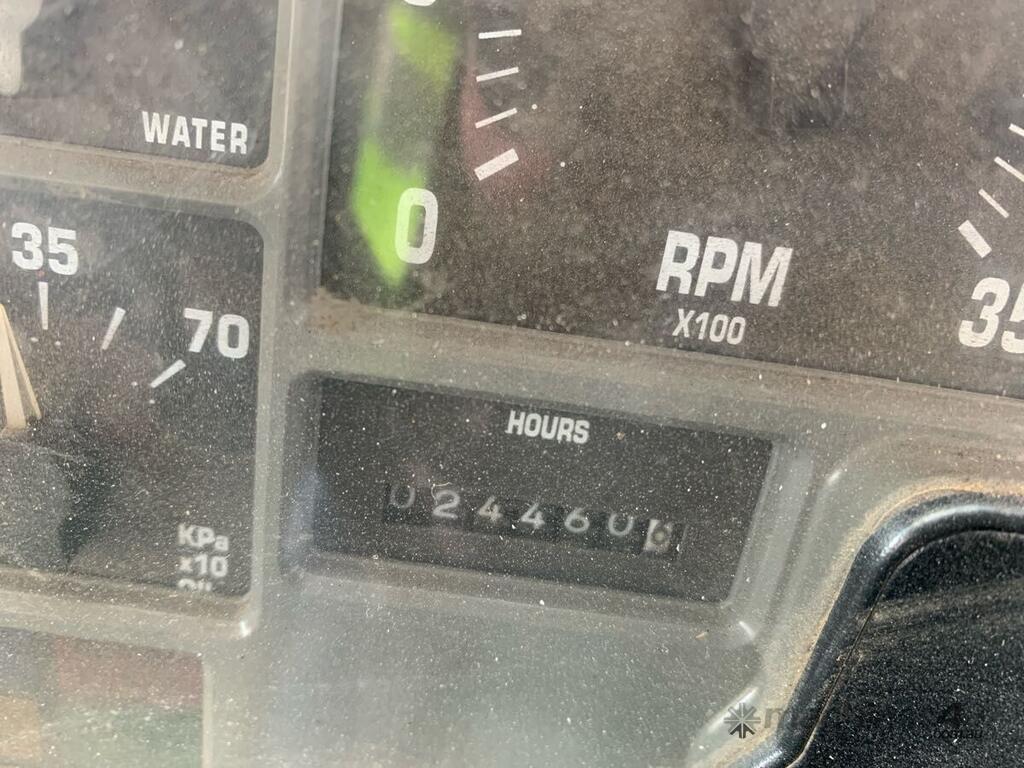 WATER
35
70
KPa
x10
0
RPM
X100
35
HOURS
0244606